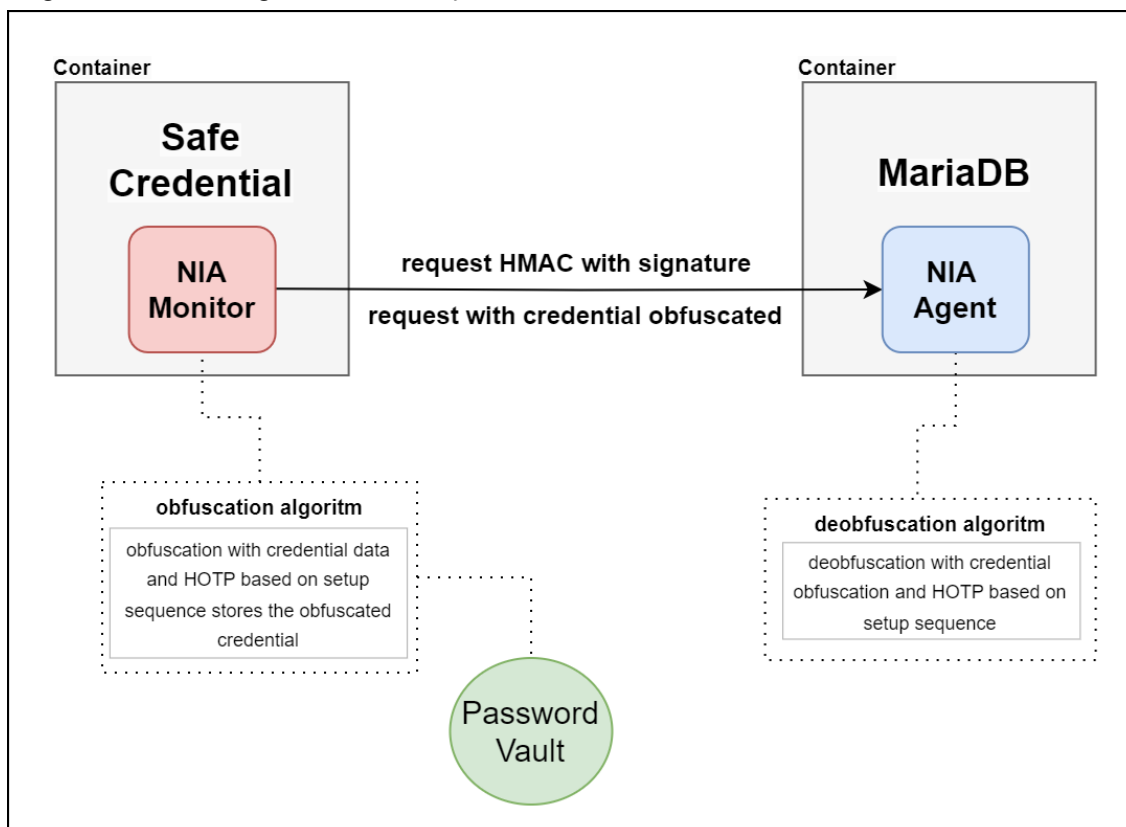 Container
Safe
Credential
NIA
Monitor
request HMAC with signature
request with credential obfuscated
Container
MariaDB
NIA
Agent
obfuscation algoritm
obfuscation with credential data
and HOTP based on setup
sequence stores the obfuscated
credential
deobfuscation algoritm
deobfuscation with credential
obfuscation and HOTP based on
setup sequence
Password
Vault